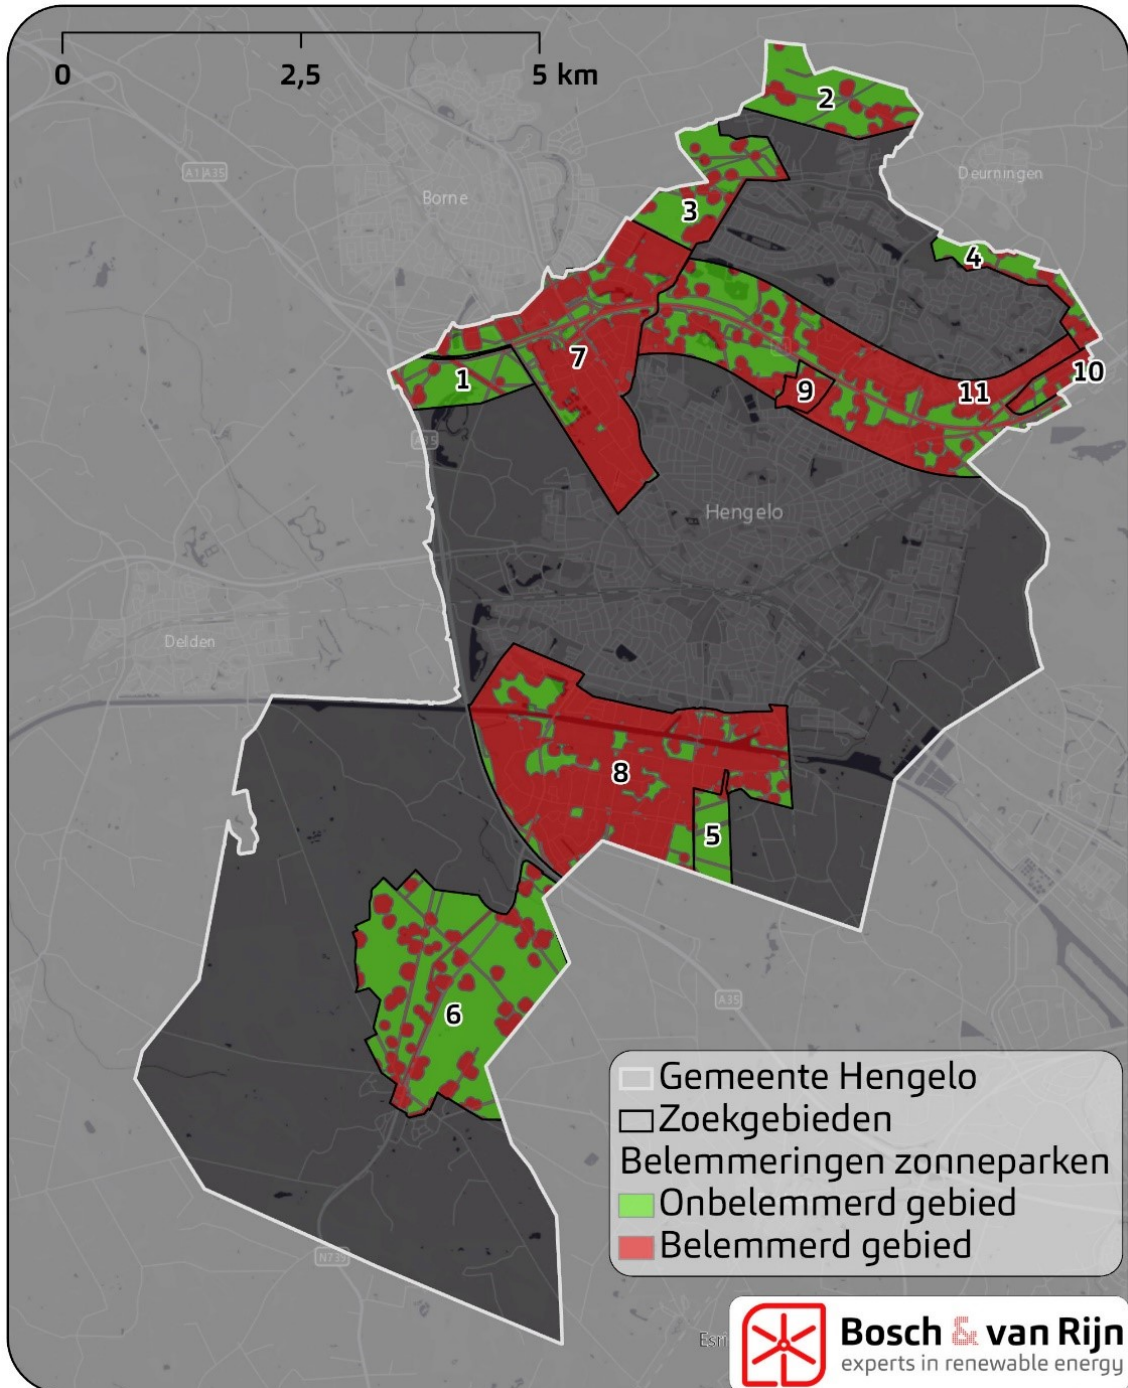 0 2,5 5 km
2
A1|A35
Borne
Deurningen
3
4
7
1
9
11
10
A35
Hengelo
Delden
8
5
6
A35
Gemeente Hengelo
Zoekgebieden
Belemmeringen zonneparken
Onbelemmerd gebied
Belemmerd gebied
N739
Esri
Bosch & van Rijn
experts in renewable energy